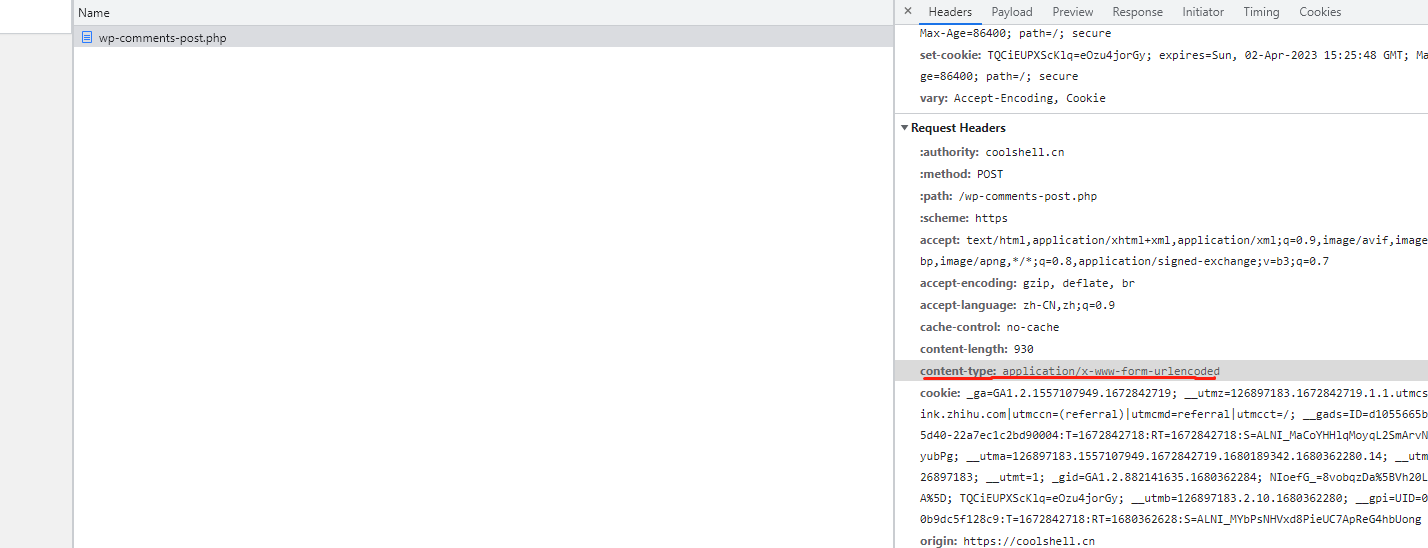 Name
wp-comments-post.php
× Headers Payload Preview Response Initiator Timing Cookies
Max-Age=86400; path=/; secure
set-cookie: TQCiEUPXScKlq=eOzu4jorGy; expires=Sun, 02-Apr-2023 15:25:48 GMT; Ma
ge=86400; path=/; secure
vary: Accept-Encoding, Cookie
Request Headers
:authority: coolshell.cn
:method: POST
:path: /wp-comments-post.php
:scheme: https
accept: text/html,application/xhtml+xml,application/xml;q=0.9,image/avif,image
bp,image/apng,*/*;q=0.8,application/signed-exchange;v=b3;q=0.7
accept-encoding: gzip, deflate, br
accept-language: zh-CN,zh;q=0.9
cache-control: no-cache
content-length: 930
content-type: application/x-www-form-urlencoded
cookie: _ga=GA1.2.1557107949.1672842719; __utmz=126897183.1672842719.1.1.utmcs
ink.zhihu.com|utmccn=(referral)|utmcmd=referral|utmcct=/; __gads=ID=d1055665b
5d40-22a7ec1c2bd90004:T=1672842718:RT=1672842718:S=ALNI_MaCoYHHlqMoyqL2SmArvN
yubPg; __utma=126897183.1557107949.1672842719.1680189342.1680362280.14; __utm
26897183; __utmt=1; _gid=GA1.2.882141635.1680362284; NIoefG_=8vobqzDa%5BVh20L
A%5D; TQCiEUPXScKlq=eOzu4jorGy; __utmb=126897183.2.10.1680362280; __gpi=UID=0
0b9dc5f128c9:T=1672842718:RT=1680362628:S=ALNI_MYbPsNHVxd8PieUC7ApReG4hbUong
origin: https://coolshell.cn